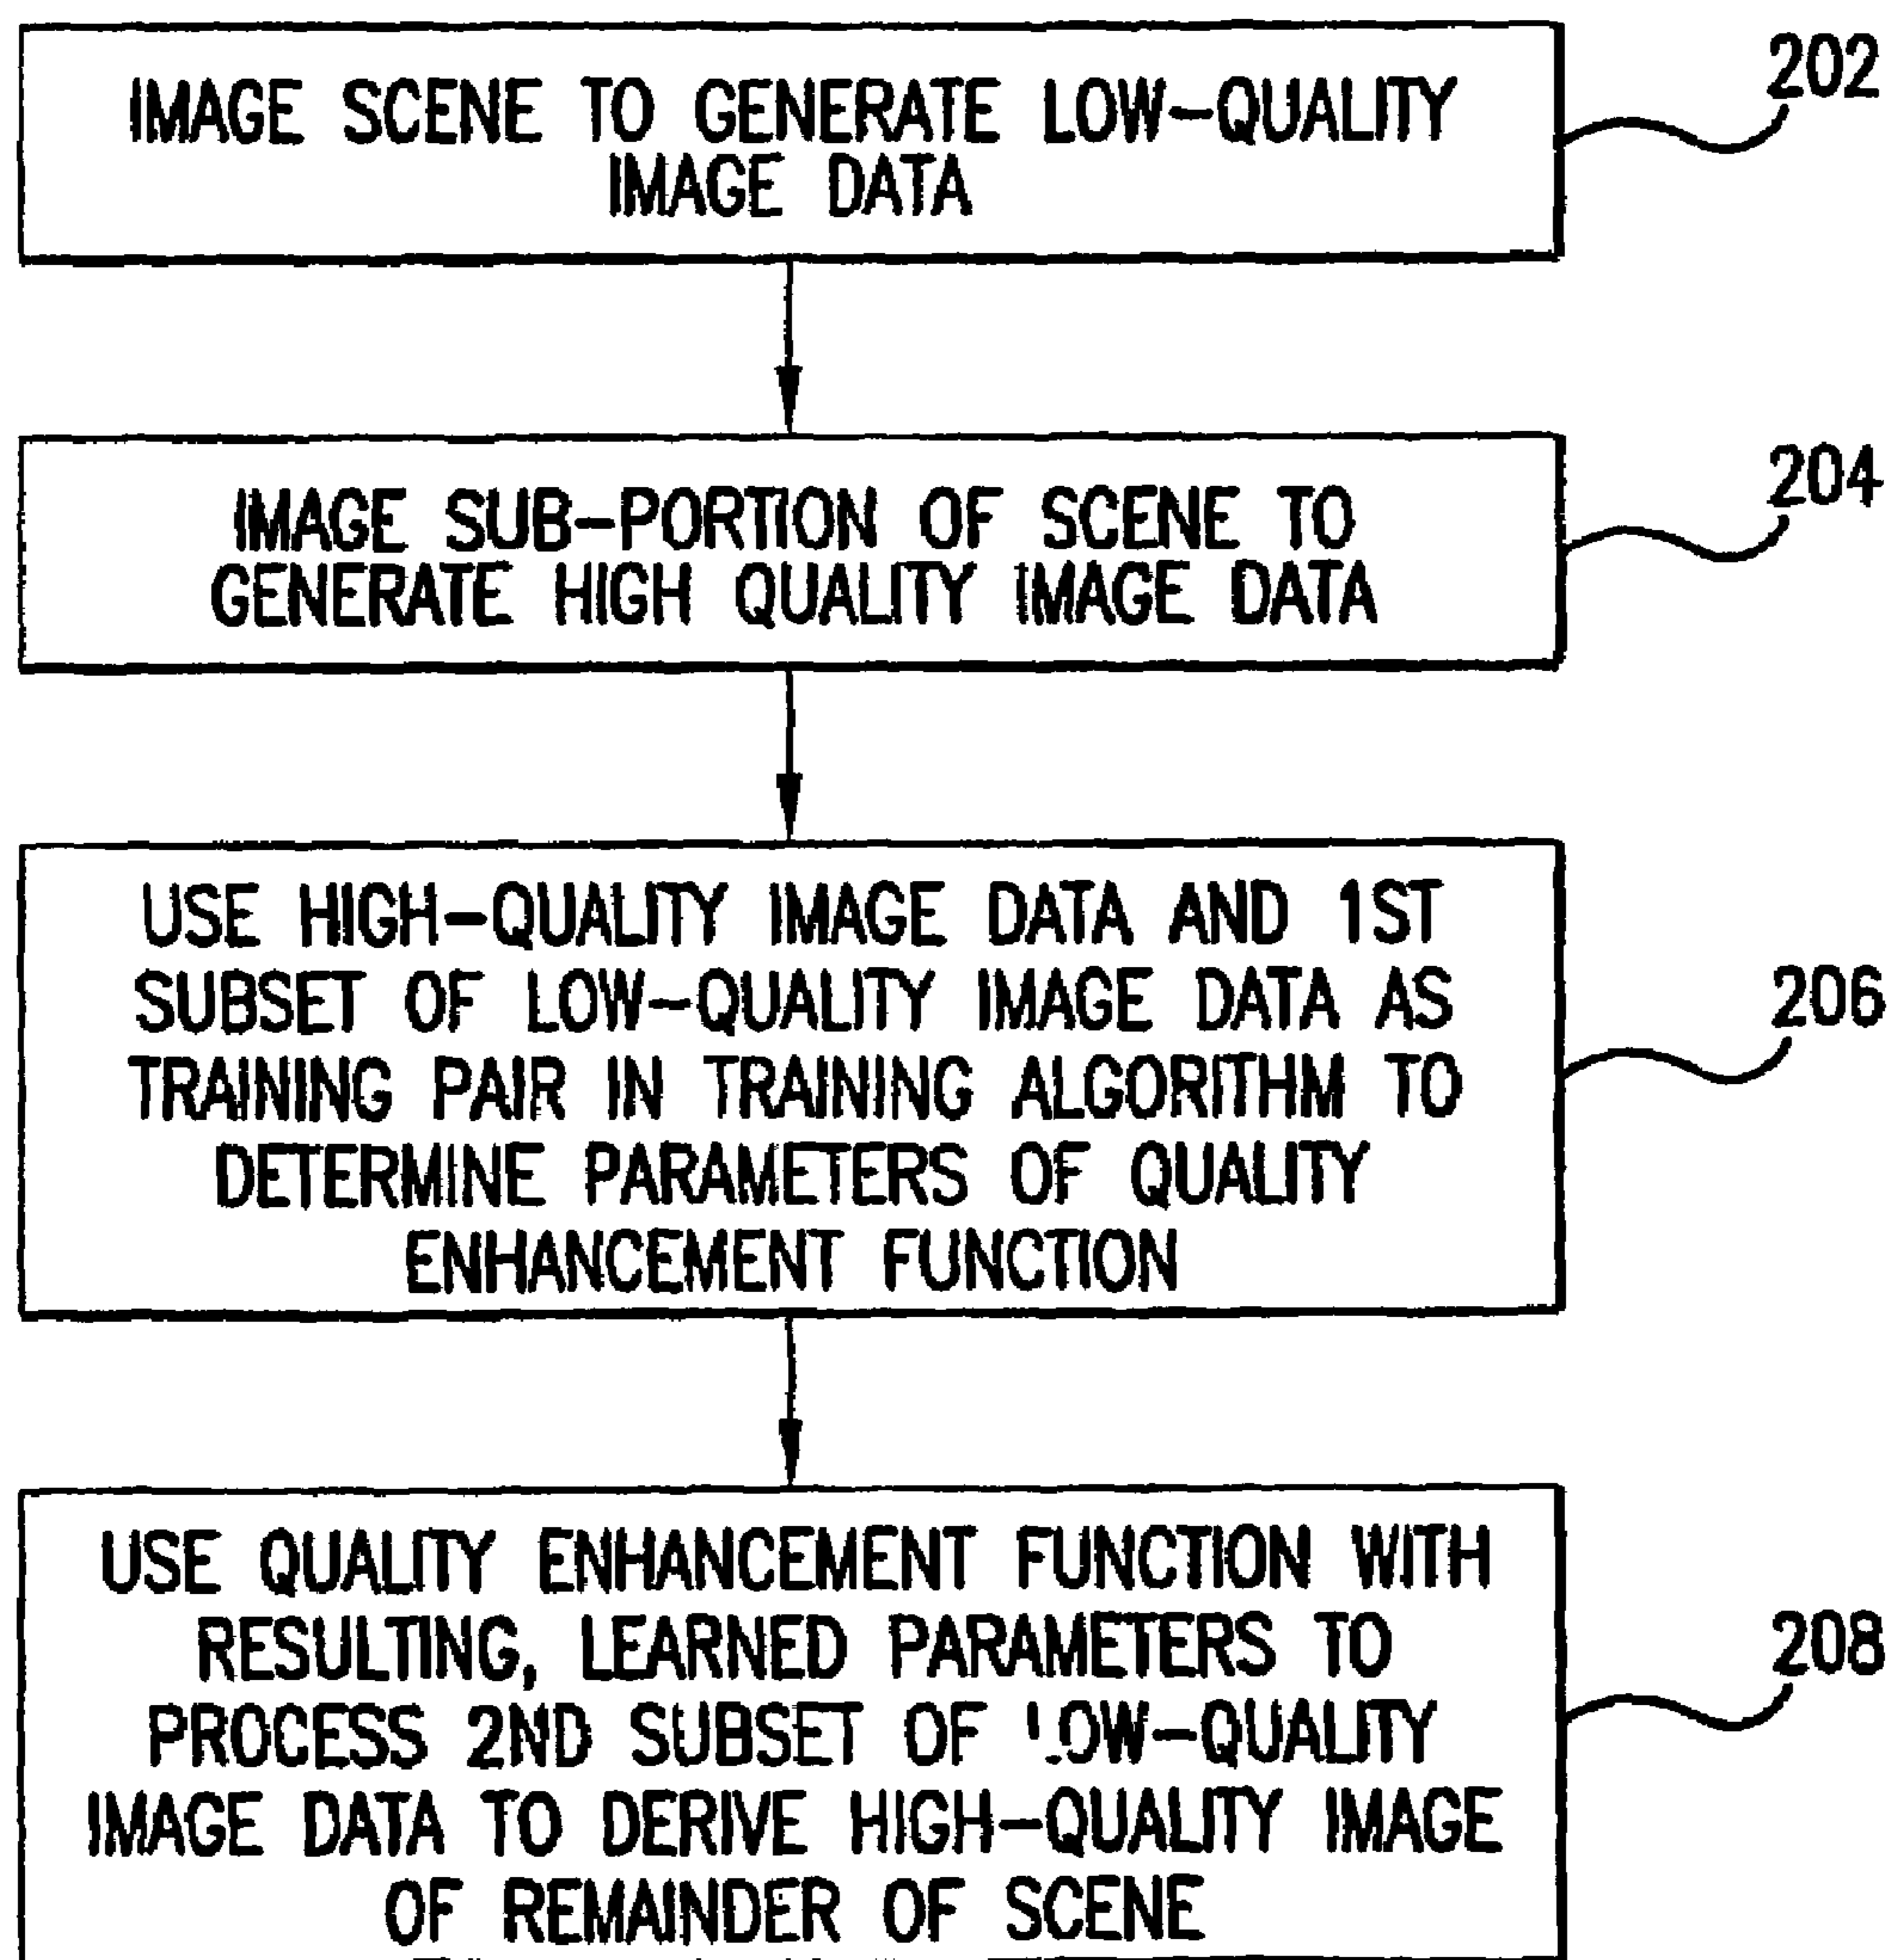 IMAGE SCENE TO GENERATE LOW-QUALITY
IMAGE DATA
202
IMAGE SUB-PORTION OF SCENE TO
GENERATE HIGH QUALITY IMAGE DATA
204
USE HIGH-QUALITY IMAGE DATA AND 1ST
SUBSET OF LOW-QUALITY IMAGE DATA AS
TRAINING PAIR IN TRAINING ALGORITHM TO
DETERMINE PARAMETERS OF QUALITY
ENHANCEMENT FUNCTION
206
USE QUALITY ENHANCEMENT FUNCTION WITH
RESULTING, LEARNED PARAMETERS TO
PROCESS 2ND SUBSET OF LOW-QUALITY
IMAGE DATA TO DERIVE HIGH-QUALITY IMAGE
OF REMAINDER OF SCENE
208